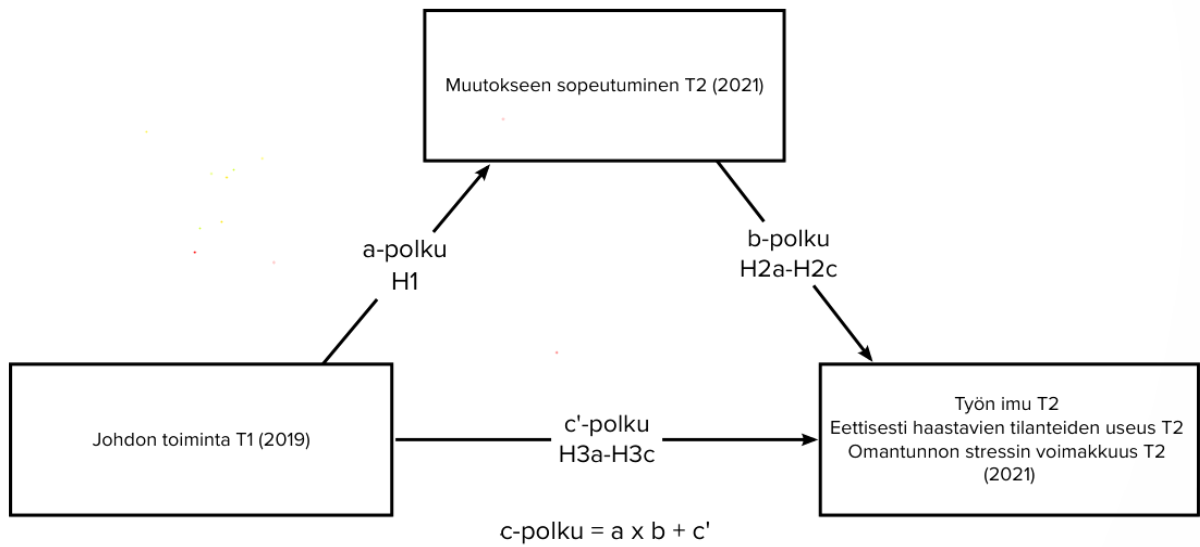 Muutokseen sopeutuminen T2 (2021)
a-polku
H1
b-polku
H2a-H2c
Johdon toiminta T1 (2019)
c'-polku
H3a-H3c
Työn imu T2
Eettisesti haastavien tilanteiden useus T2
Omantunnon stressin voimakkuus T2
(2021)
c-polku = a x b + c'